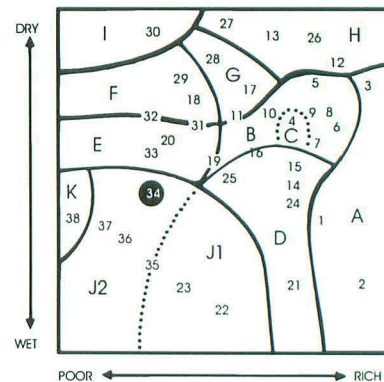 DRY
I 30 27 13 26 H
12
F 29 28 G 17 5 3
18 10 4 9 8
32 31 11 B C 6
E 20 7
33 19 16
K 34 25 15
14
38 37 24 1 A
36 D
35 J1
J2 23 21 2
22
WET
POOR RICH